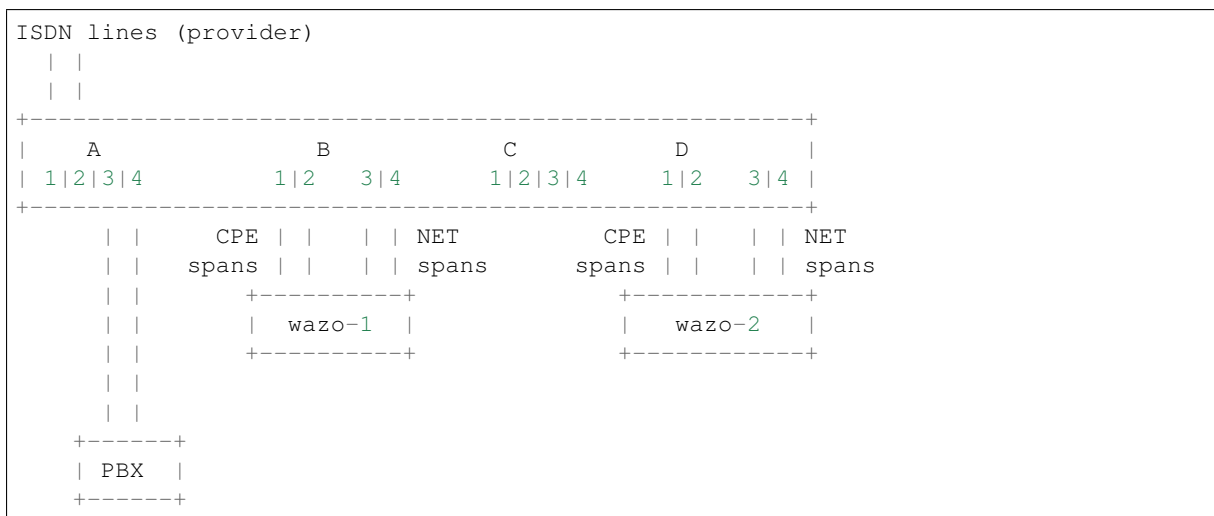 ISDN lines (provider)
  | |
  | |
+------------------------------------------------------+
|    A               B            C           D        |
| 1|2|3|4         1|2   3|4      1|2|3|4     1|2   3|4 |
+------------------------------------------------------+
      | |     CPE | |   | | NET          CPE | |   | | NET
      | |   spans | |   | | spans      spans | |   | | spans
      | |       +----------+              +------------+
      | |       |  wazo-1  |              |   wazo-2   |
      | |       +----------+              +------------+
      | |
      | |
    +------+
    | PBX  |
    +------+